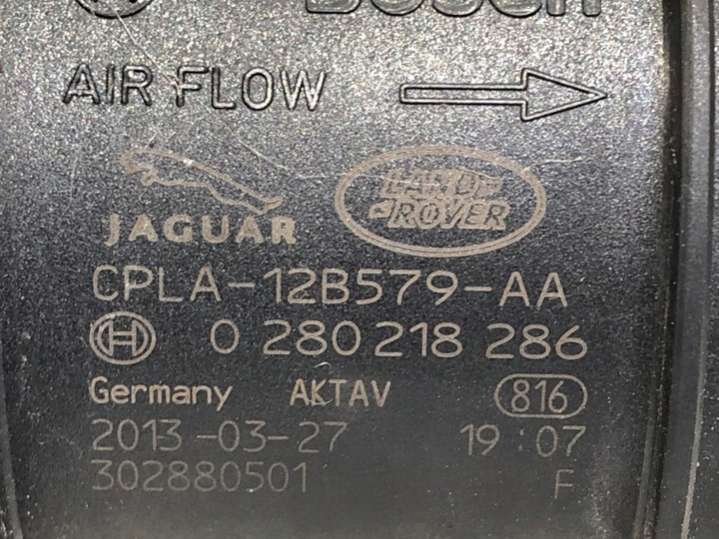 BOSCH
AIR FLOW
JAGUAR
LAND
ROVER
CPLA-12B579-AA
0 280 218 286
Germany AKTAV 816
2013-03-27 19:07
302880501 F